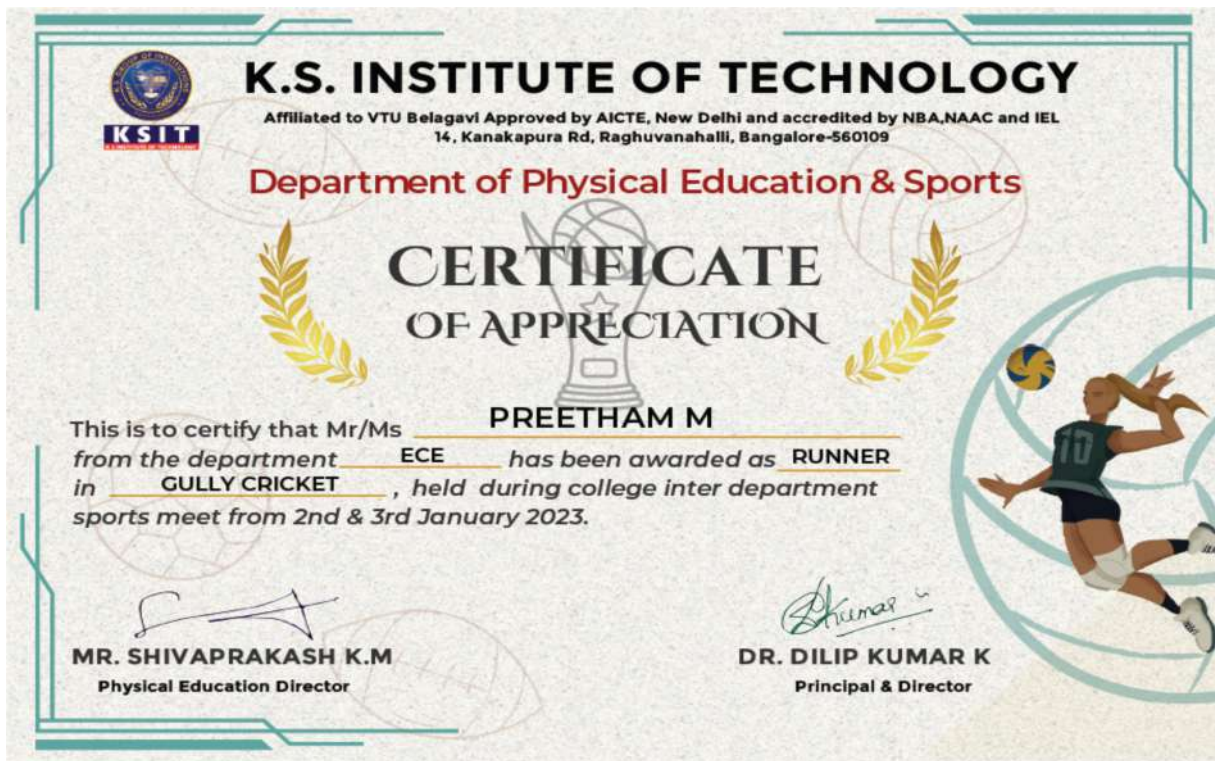 K.S. INSTITUTE OF TECHNOLOGY
Affiliated to VTU Belagavi Approved by AICTE, New Delhi and accredited by NBA,NAAC and IEL
14, Kanakapura Rd, Raghuvanahalli, Bangalore-560109
KSIT
Department of Physical Education & Sports
CERTIFICATE
OF APPRECIATION
This is to certify that Mr/Ms PREETHAM M
from the department ECE has been awarded as RUNNER
in GULLY CRICKET , held during college inter department
sports meet from 2nd & 3rd January 2023.
10
Kumar
MR. SHIVAPRAKASH K.M
Physical Education Director
DR. DILIP KUMAR K
Principal & Director